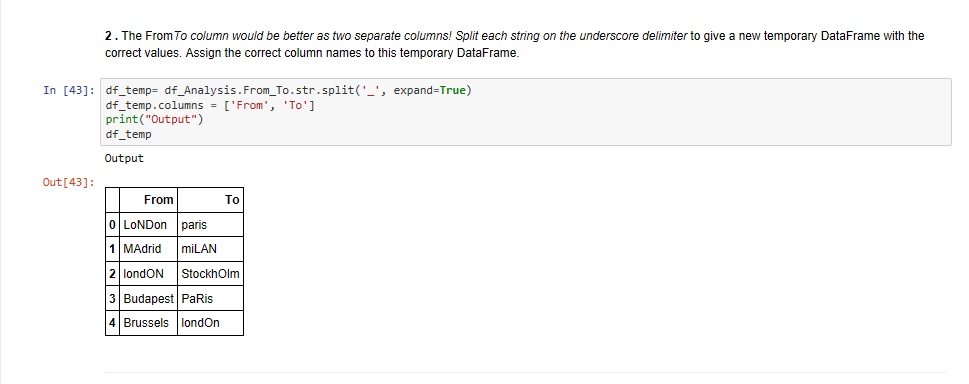 2 . The FromTo column would be better as two separate columns! Split each string on the underscore delimiter to give a new temporary DataFrame with the
correct values. Assign the correct column names to this temporary DataFrame.
In [43]: df_temp= df_Analysis.From_To.str.split('_', expand=True)
df_temp.columns = ['From', 'To']
print("Output")
df_temp
Output
Out[43]:
From To
0 LoNDon paris
1 MAdrid miLAN
2 londON StockhOlm
3 Budapest PaRis
4 Brussels londOn